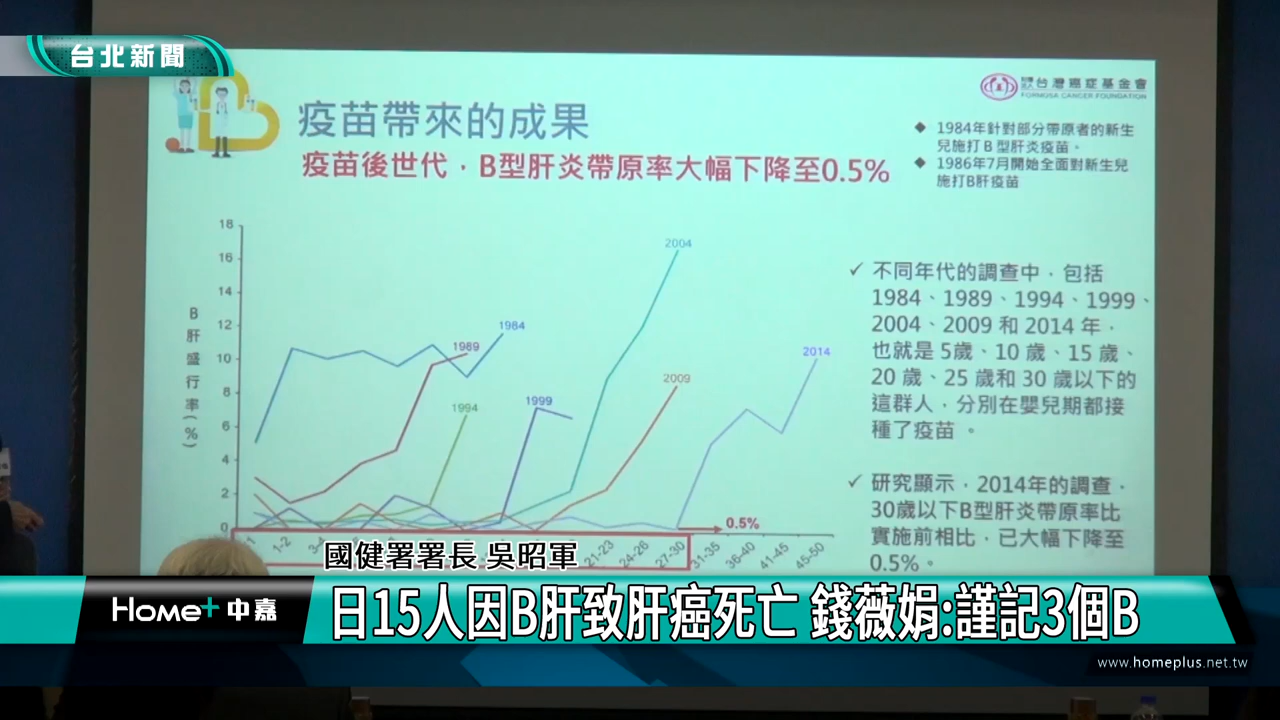 台北新聞
台灣癌症基金會
FORMOSA CANCER FOUNDATION
疫苗帶來的成果
疫苗後世代,B型肝炎帶原率大幅下降至0.5%
◆ 1984年針對部分帶原者的新生
兒施打B型肝炎疫苗。
◆ 1986年7月開始全面對新生兒
施打B肝疫苗
B肝盛行率(%)
18
16
14
12
10
8
6
4
2
0
2004
1984
1989
2014
2009
1999
1994
0.5%
1-2
21-23
24-26
27-30
31-35
36-40
41-45
45-50
✓ 不同年代的調查中,包括
1984、1989、1994、1999、
2004、2009 和 2014 年,
也就是 5歲、10 歲、15 歲、
20 歲、25 歲和 30 歲以下的
這群人,分別在嬰兒期都接
種了疫苗 。
✓ 研究顯示,2014年的調查,
30歲以下B型肝炎帶原率比
實施前相比,已大幅下降至
0.5%。
國健署署長 吳昭軍
Home+ 中嘉
日15人因B肝致肝癌死亡 錢薇娟:謹記3個B
www.homeplus.net.tw